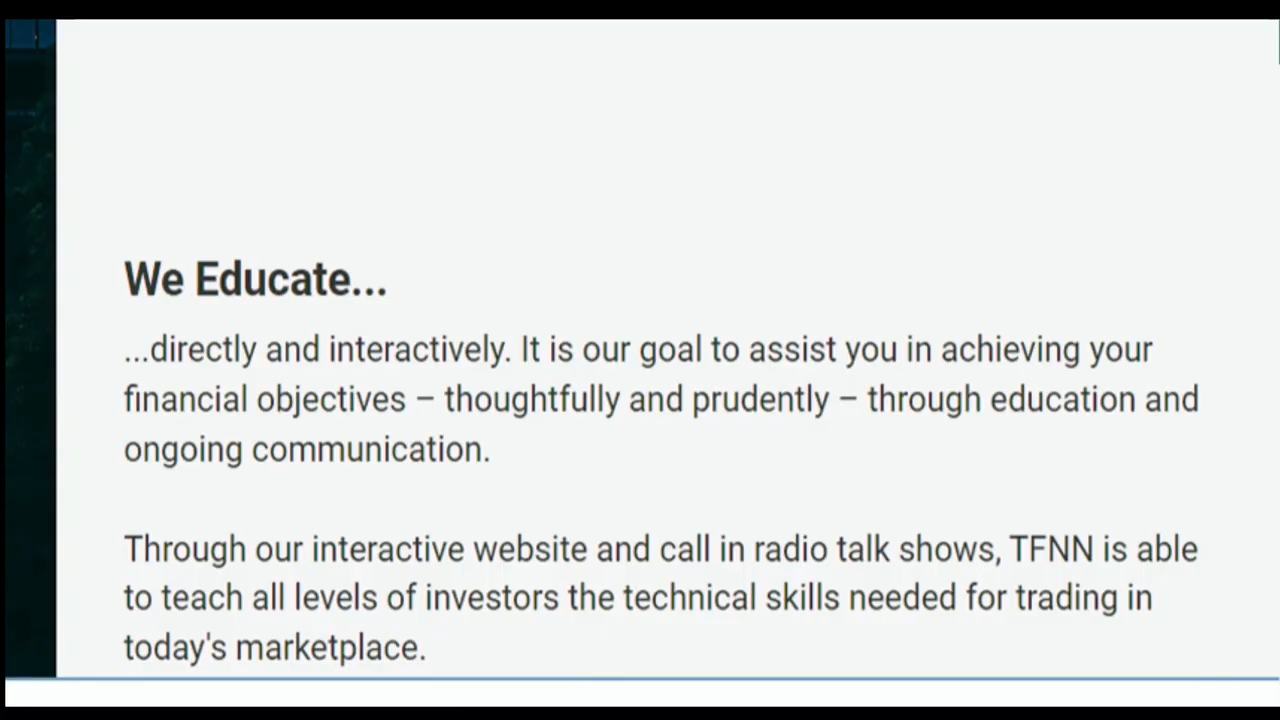 We Educate...
...directly and interactively. It is our goal to assist you in achieving your
financial objectives – thoughtfully and prudently – through education and
ongoing communication.
Through our interactive website and call in radio talk shows, TFNN is able
to teach all levels of investors the technical skills needed for trading in
today's marketplace.